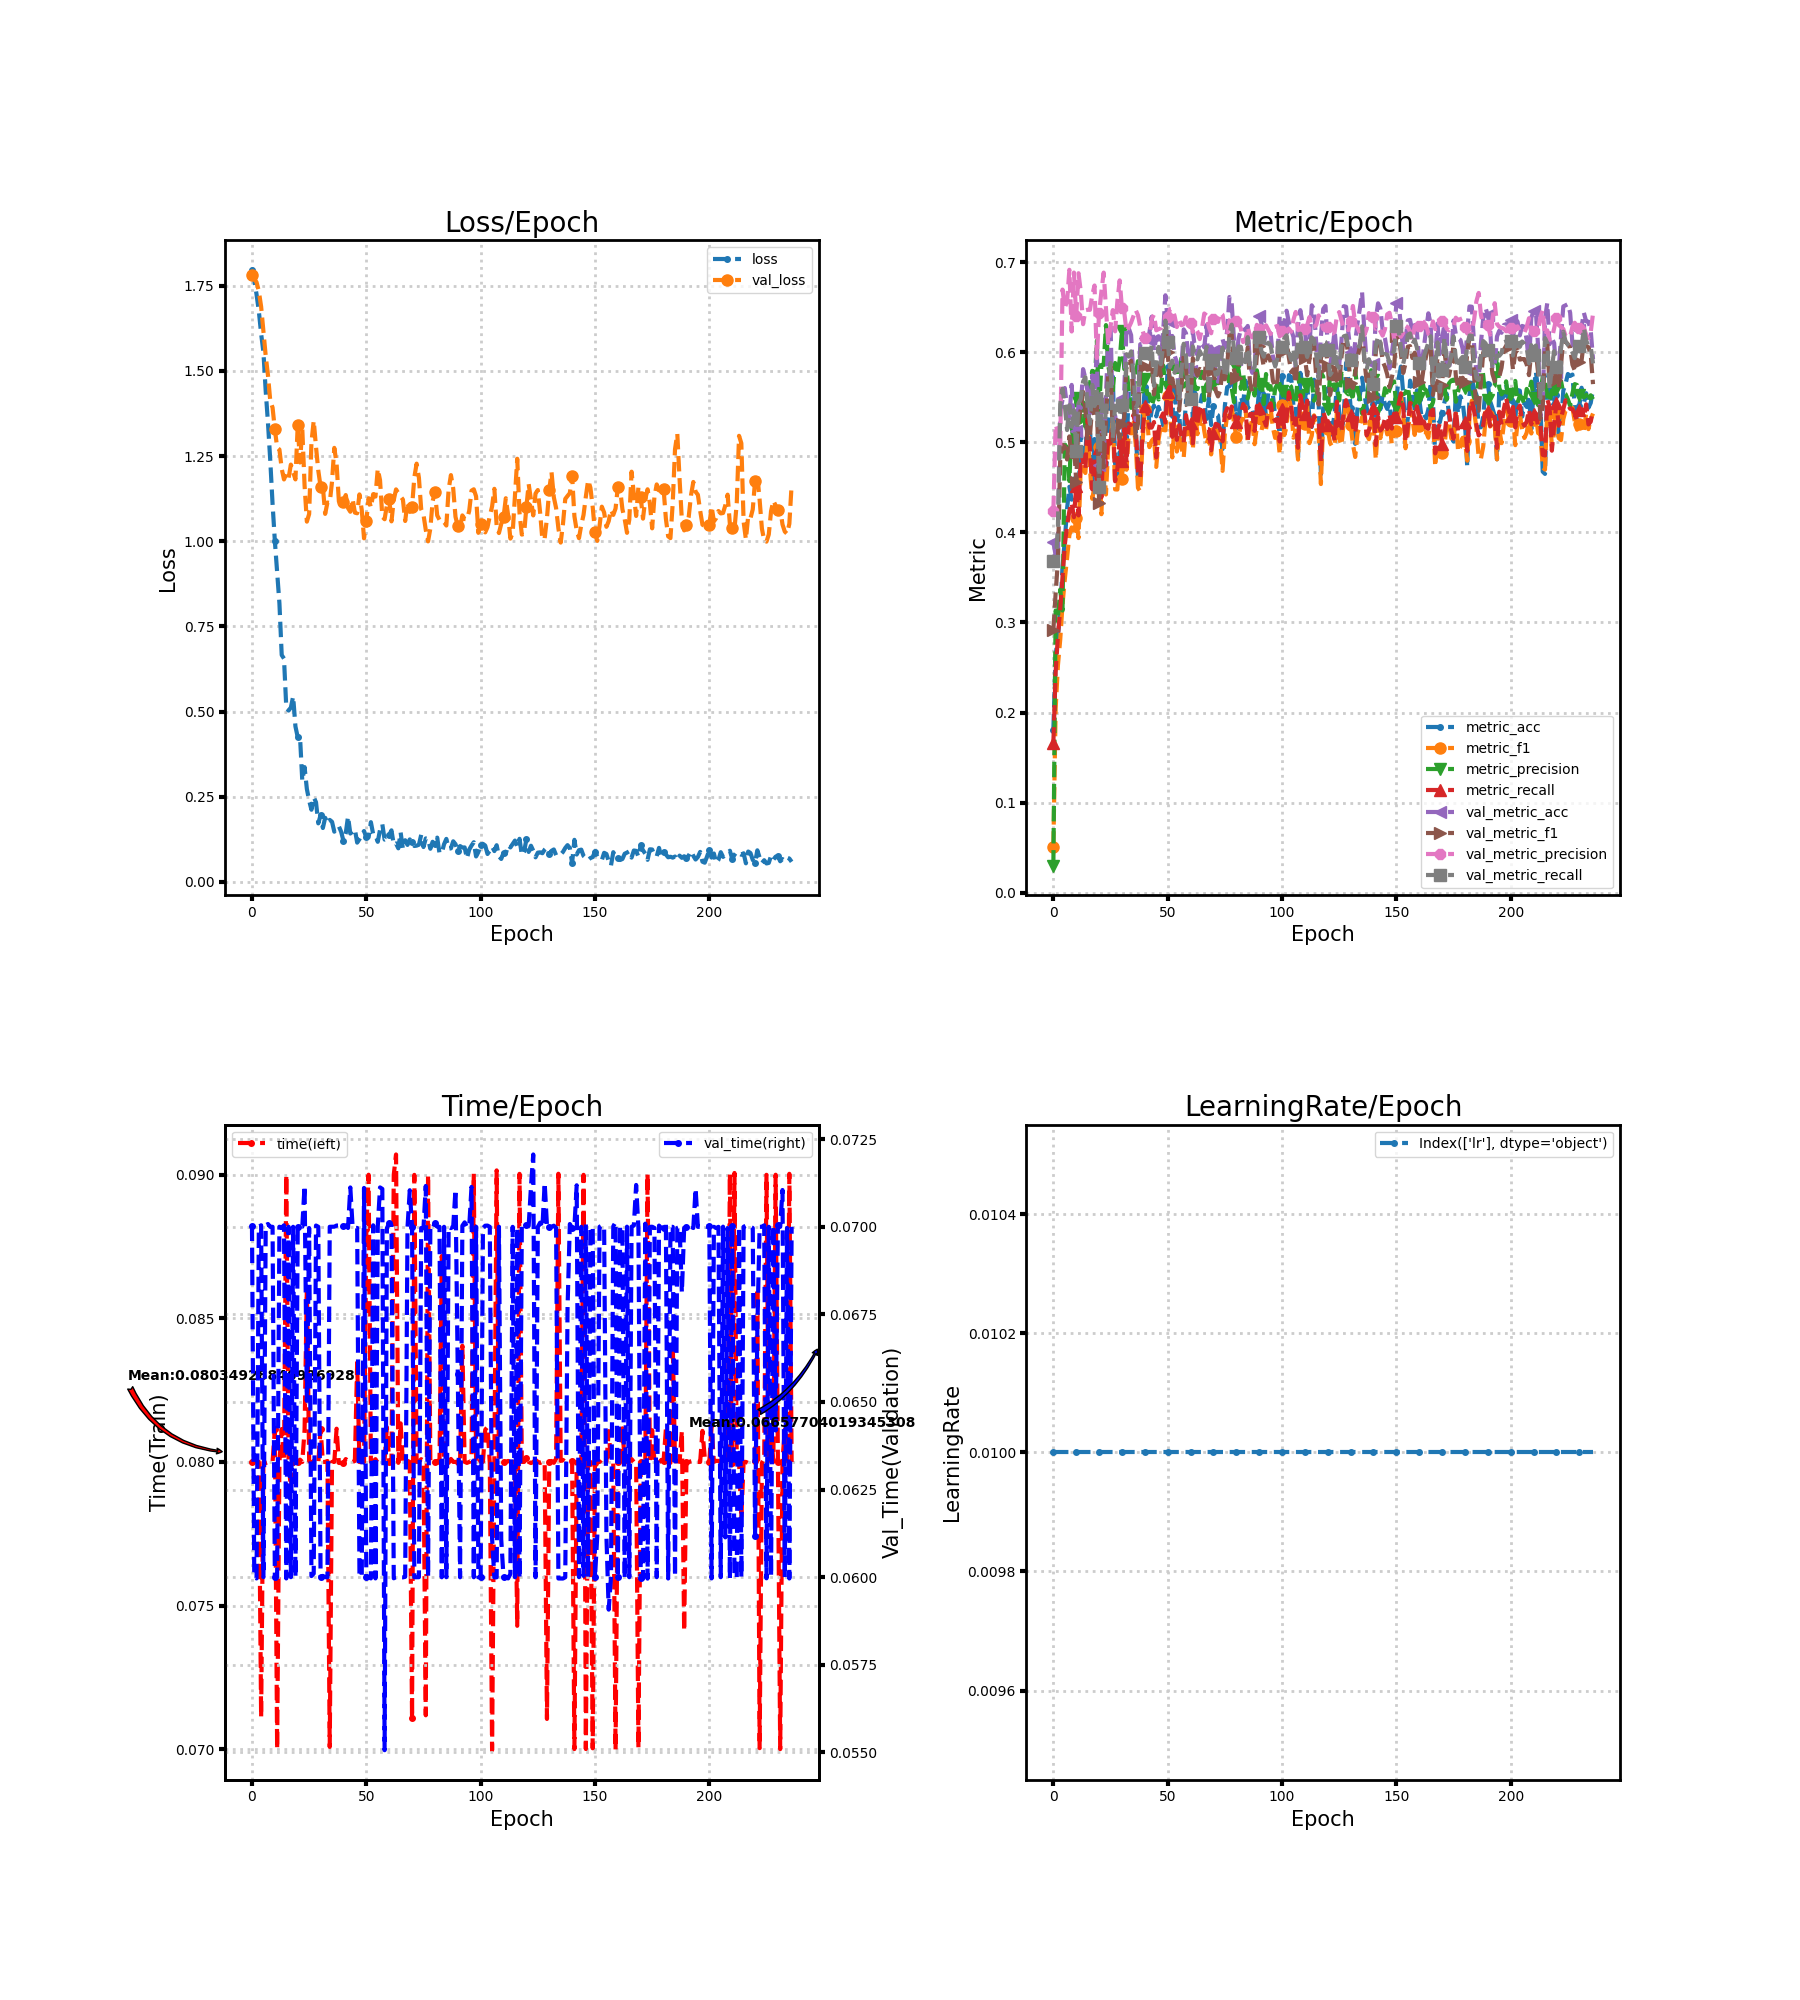 Loss/Epoch
loss
val_loss
1.75
1.50
1.25
1.00
0.75
0.50
0.25
0.00
Loss
0
50
100
150
200
Epoch
Metric/Epoch
0.7
0.6
0.5
0.4
0.3
0.2
0.1
0.0
Metric
metric_acc
metric_f1
metric_precision
metric_recall
val_metric_acc
val_metric_f1
val_metric_precision
val_metric_recall
0
50
100
150
200
Epoch
Time/Epoch
time(left)
val_time(right)
0.090
0.085
0.080
0.075
0.070
Time(Train)
0.0725
0.0700
0.0675
0.0650
0.0625
0.0600
0.0575
0.0550
Val_Time(Validation)
Mean:0.06657704019345308
0
50
100
150
200
Epoch
LearningRate/Epoch
Index(['lr'], dtype='object')
0.0104
0.0102
0.0100
0.0098
0.0096
LearningRate
0
50
100
150
200
Epoch